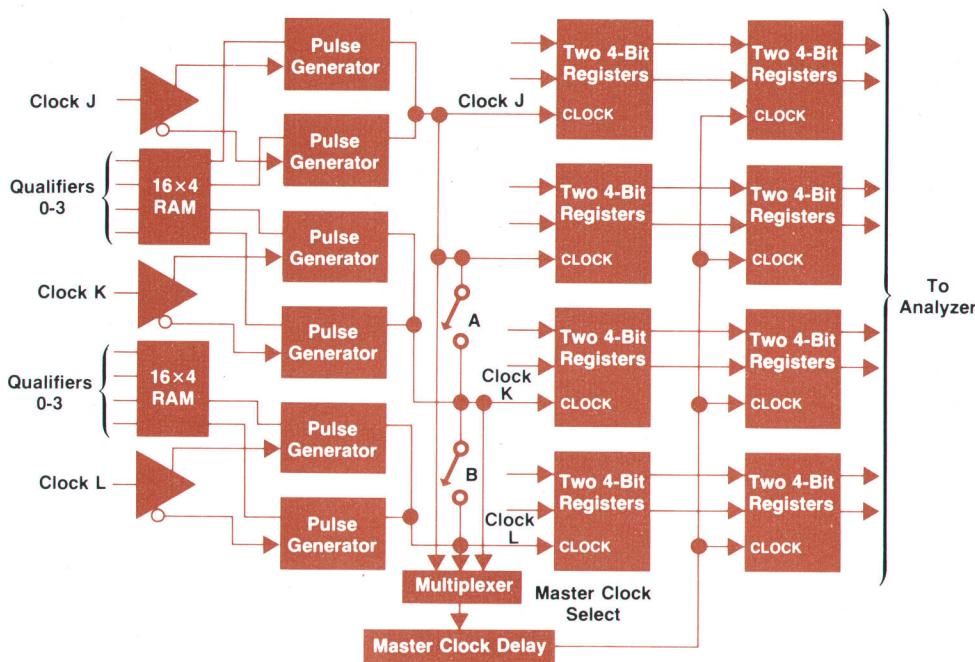 Pulse
Generator
Clock J
Pulse
Generator
Qualifiers
0-3
16×4
RAM
Pulse
Generator
Clock K
Pulse
Generator
Qualifiers
0-3
16×4
RAM
Pulse
Generator
Clock L
Pulse
Generator
Clock J
A
Clock
K
B
Clock
L
Multiplexer
Master Clock
Select
Master Clock Delay
Two 4-Bit
Registers
CLOCK
Two 4-Bit
Registers
CLOCK
Two 4-Bit
Registers
CLOCK
Two 4-Bit
Registers
CLOCK
Two 4-Bit
Registers
CLOCK
Two 4-Bit
Registers
CLOCK
Two 4-Bit
Registers
CLOCK
Two 4-Bit
Registers
CLOCK
To
Analyzer